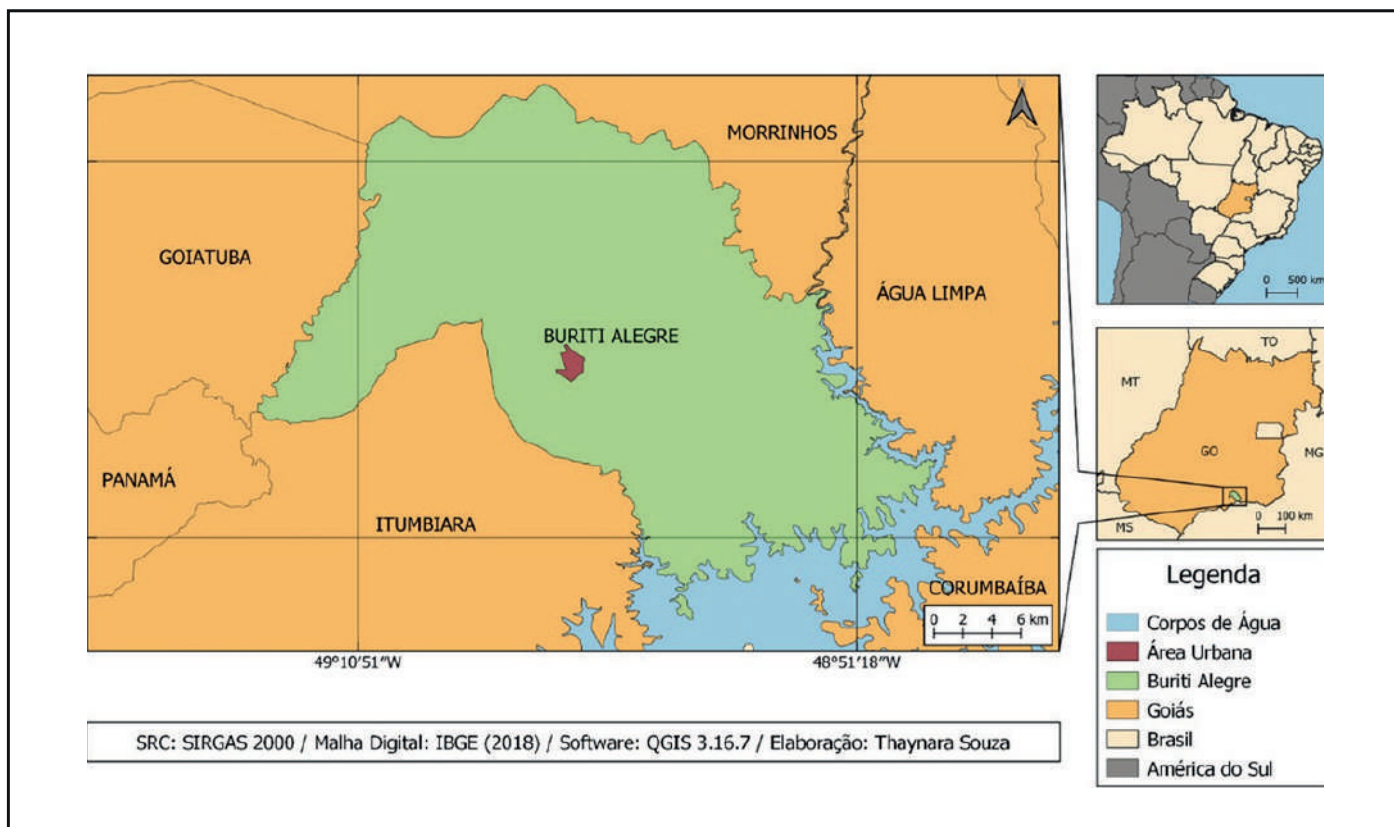 N
MORRINHOS
GOIATUBA
ÁGUA LIMPA
BURITI ALEGRE
PANAMÁ
ITUMBIARA
CORUMBAÍBA
0 2 4 6 km
49°10'51"W
48°51'18"W
0 500 km
TO
MT
GO
MG
MS
0 100 km
Legenda
Corpos de Água
Área Urbana
Buriti Alegre
Goiás
Brasil
América do Sul
SRC: SIRGAS 2000 / Malha Digital: IBGE (2018) / Software: QGIS 3.16.7 / Elaboração: Thaynara Souza